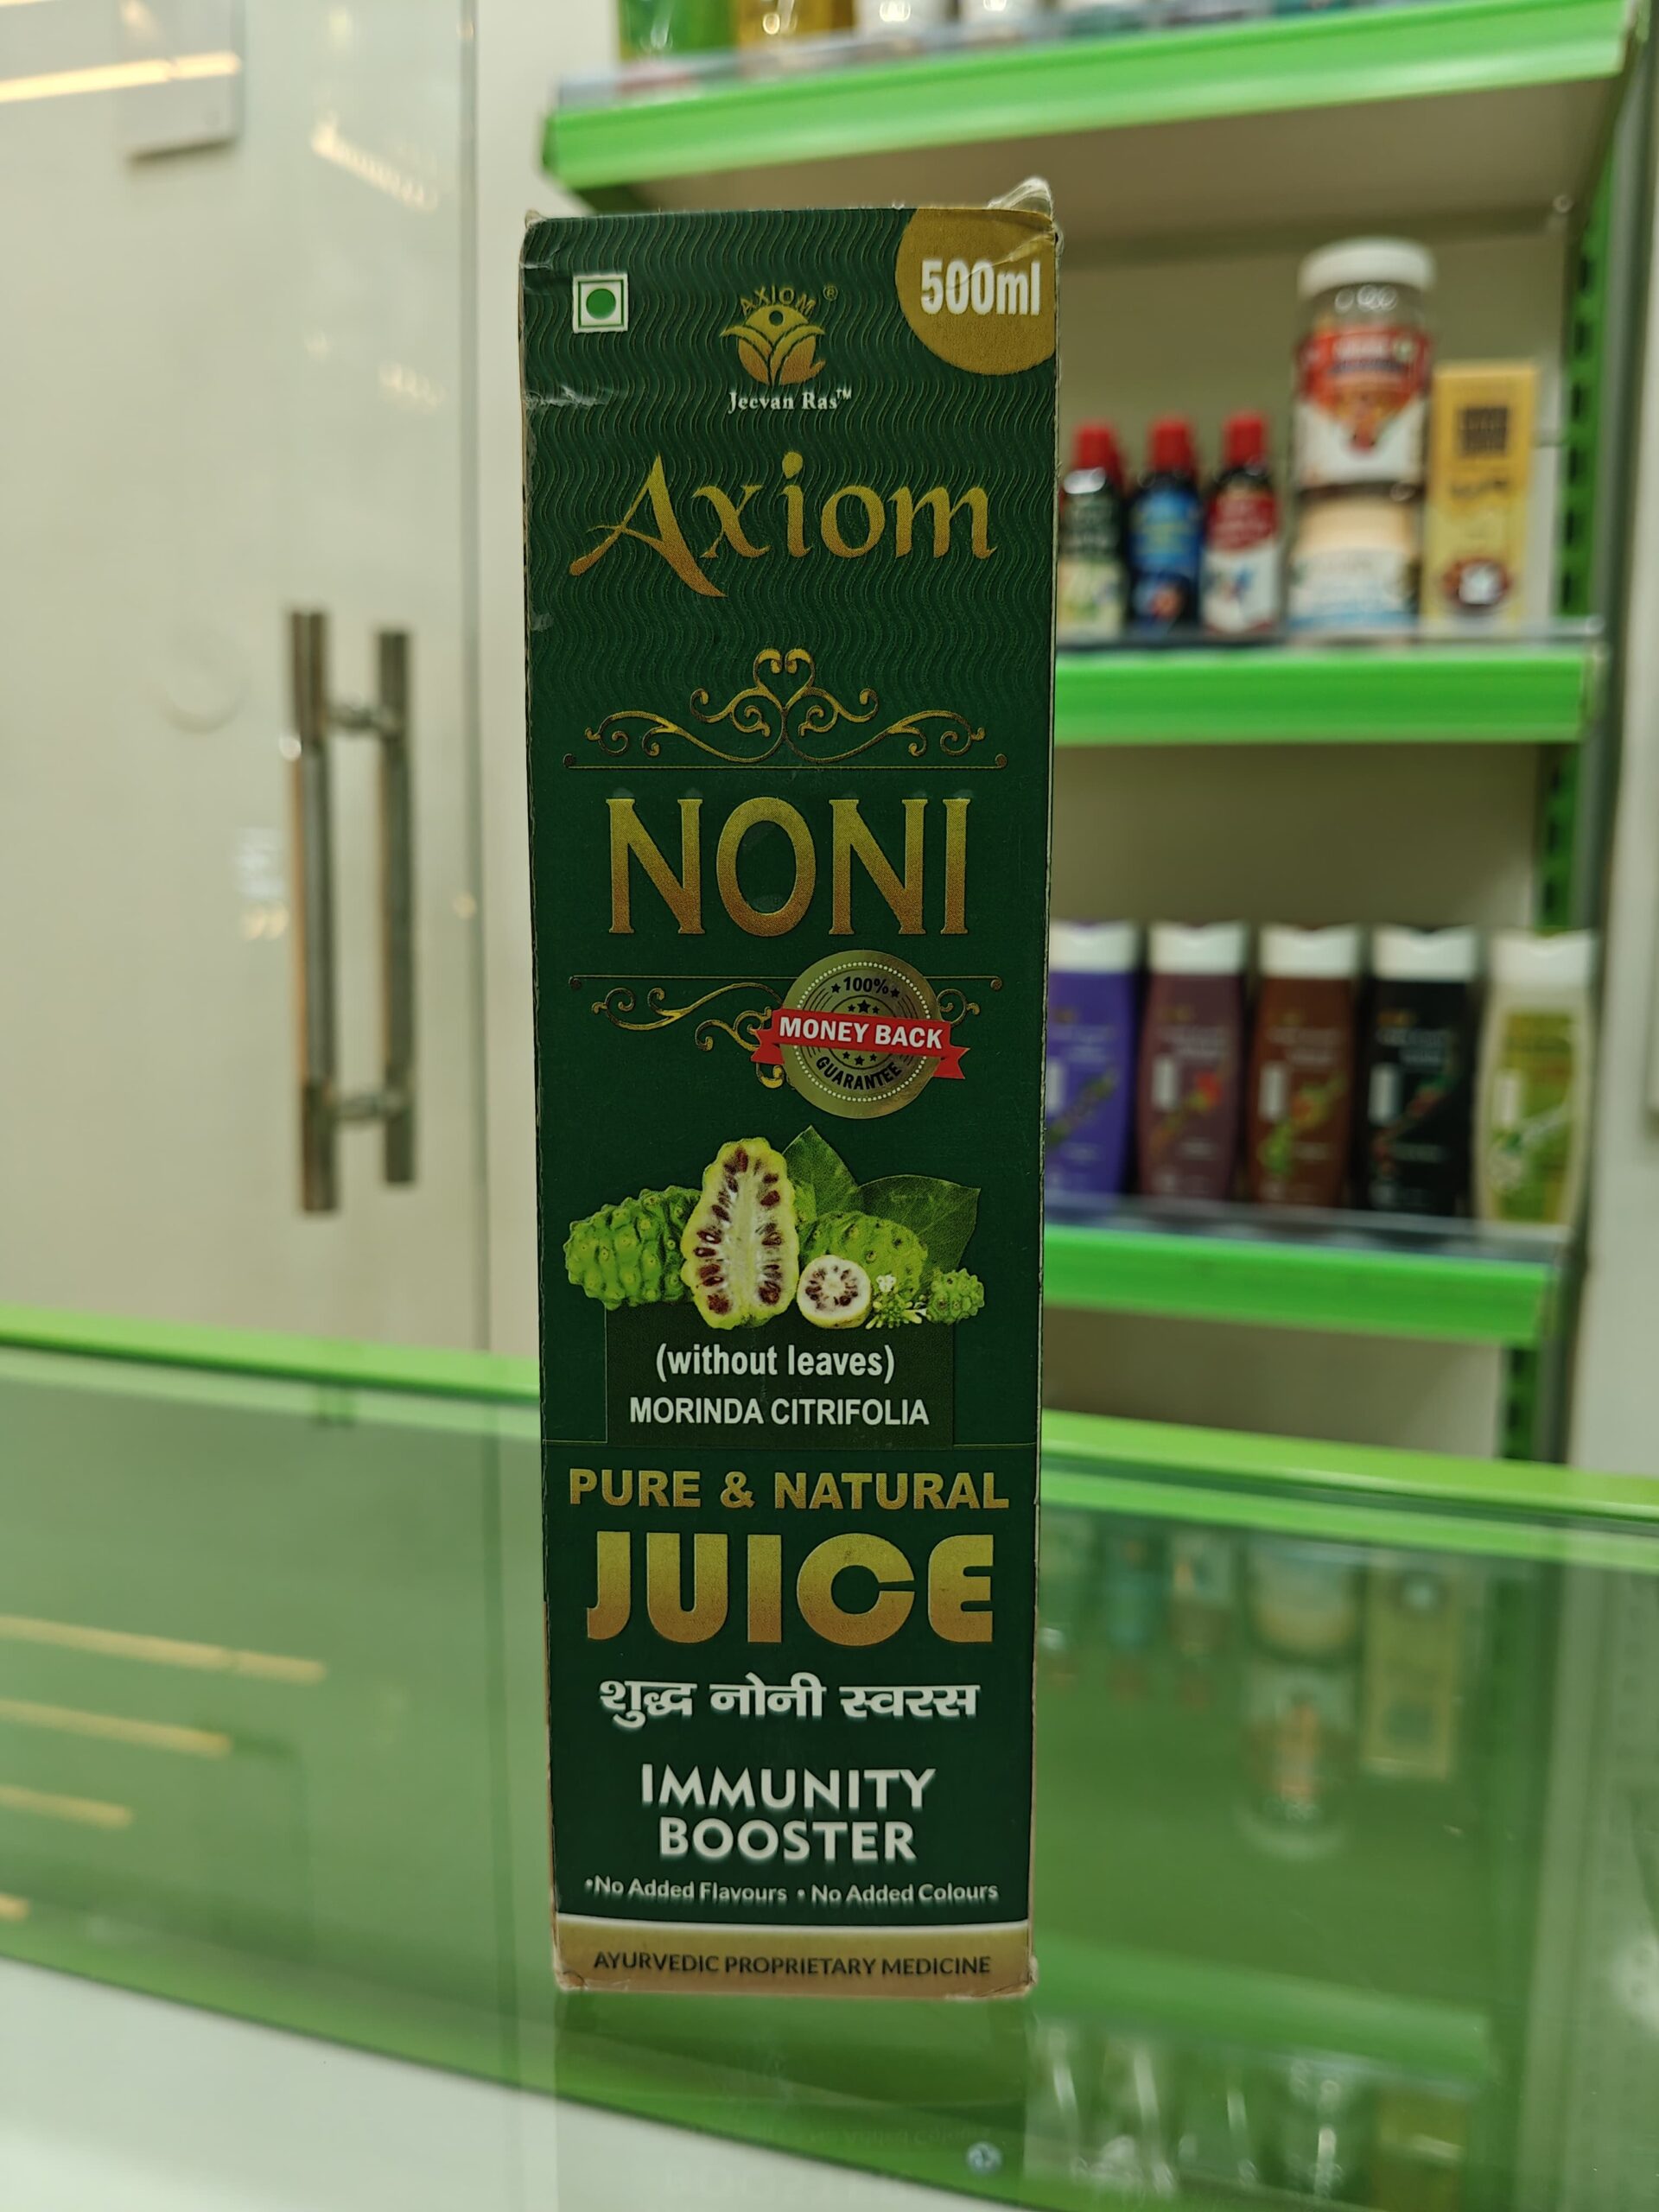 500ml
AXIOM ®
Jeevan Ras™
Axiom
NONI
100%
MONEY BACK
GUARANTEE
(without leaves)
MORINDA CITRIFOLIA
PURE & NATURAL
JUICE
शुद्ध नोनी स्वरस
IMMUNITY
BOOSTER
•No Added Flavours • No Added Colours
AYURVEDIC PROPRIETARY MEDICINE